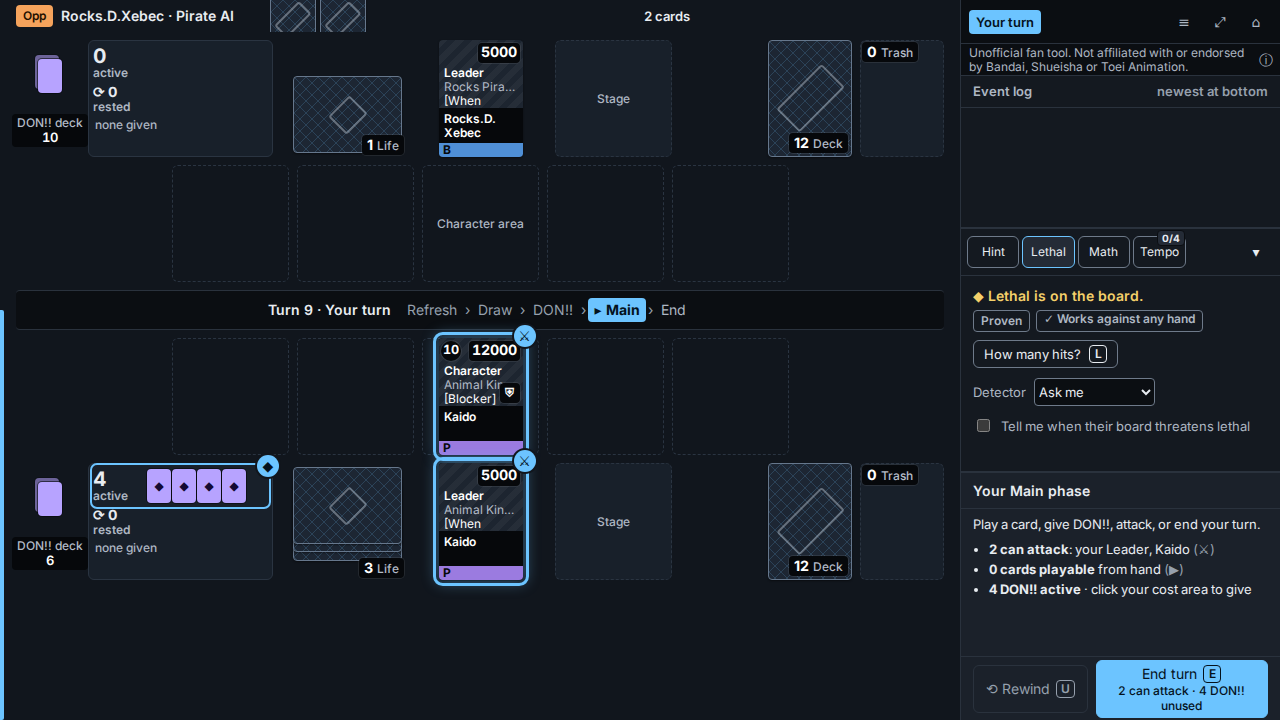 Opp Rocks.D.Xebec · Pirate AI
2 cards
0
active
⟳ 0
rested
none given
DON!! deck
10
1 Life
5000
Leader
Rocks Pira...
[When
Rocks.D.
Xebec
B
Stage
12 Deck
0 Trash
Character area
Turn 9 · Your turn Refresh › Draw › DON!! › ▸ Main › End
10 12000
Character
Animal Kin
[Blocker]
Kaido
P
4
active
⟳ 0
rested
none given
DON!! deck
6
3 Life
5000
Leader
Animal Kin...
[When
Kaido
P
Stage
12 Deck
0 Trash
Your turn
Unofficial fan tool. Not affiliated with or endorsed
by Bandai, Shueisha or Toei Animation.
Event log newest at bottom
Hint Lethal Math Tempo 0/4
◆ Lethal is on the board.
Proven ✓ Works against any hand
How many hits? L
Detector Ask me
Tell me when their board threatens lethal
Your Main phase
Play a card, give DON!!, attack, or end your turn.
• 2 can attack: your Leader, Kaido (⚔)
• 0 cards playable from hand (▶)
• 4 DON!! active · click your cost area to give
⟲ Rewind U
End turn E
2 can attack · 4 DON!!
unused